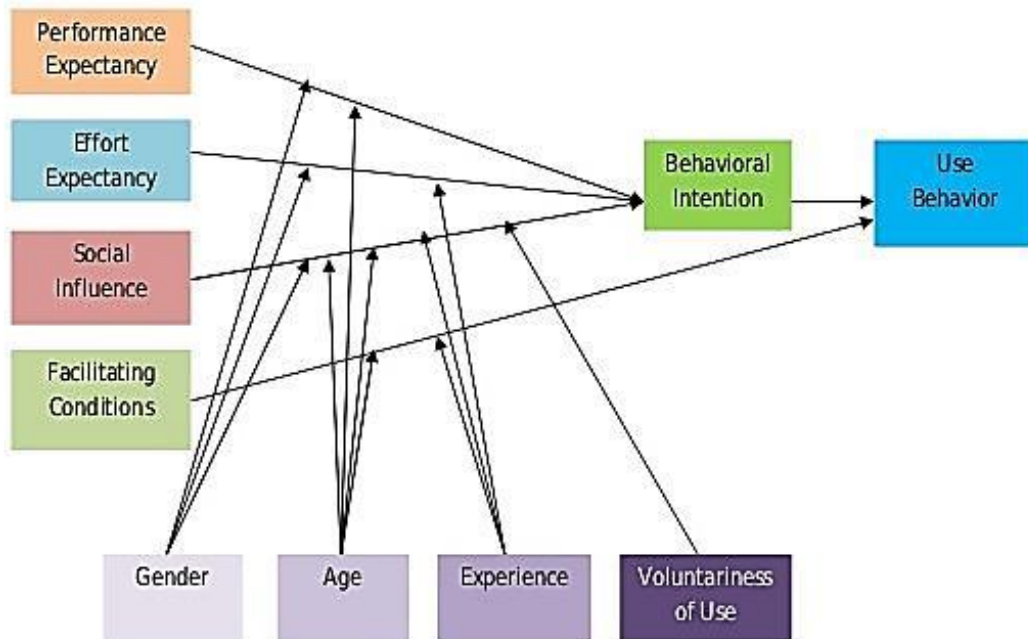 Performance
Expectancy
Effort
Expectancy
Social
Influence
Facilitating
Conditions
Behavioral
Intention
Use
Behavior
Gender
Age
Experience
Voluntariness
of Use